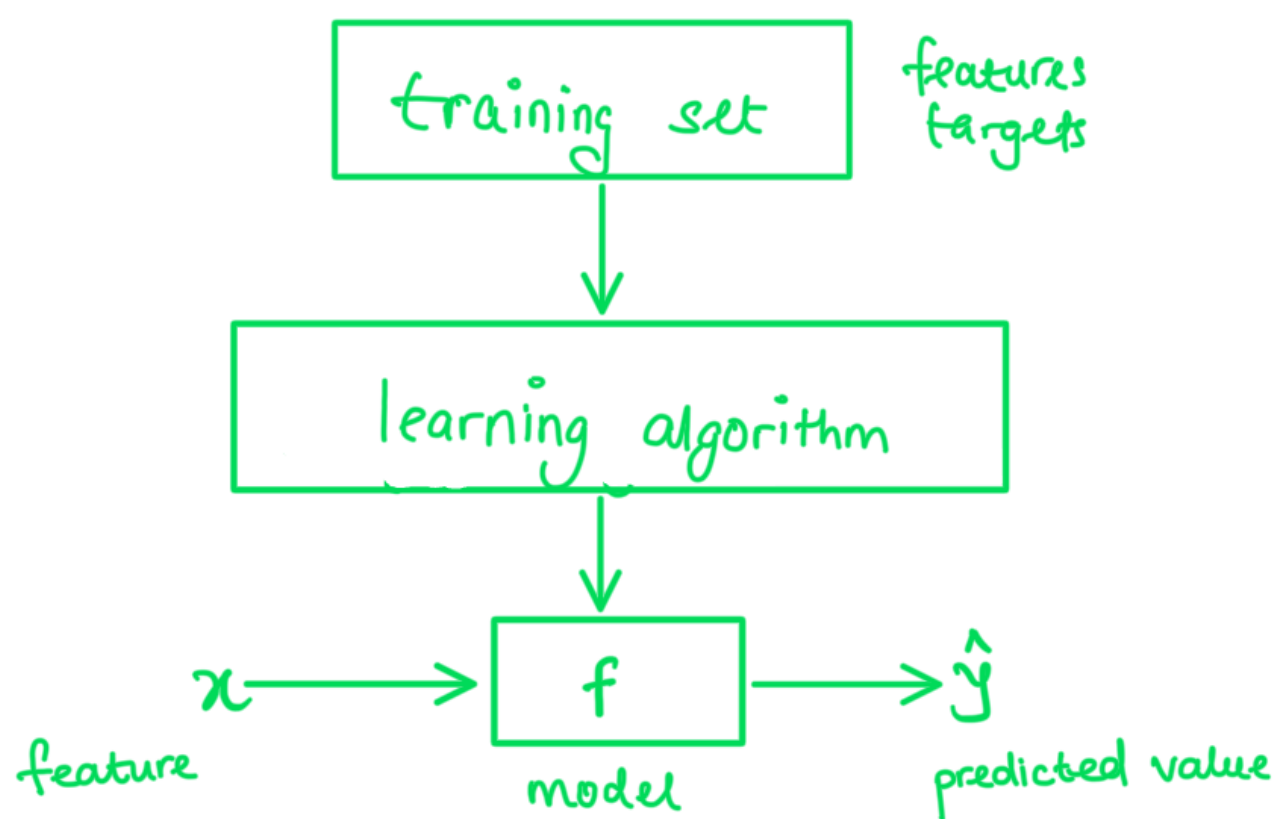 training set
features
targets
learning algorithm
x
f
ŷ
feature
model
predicted value